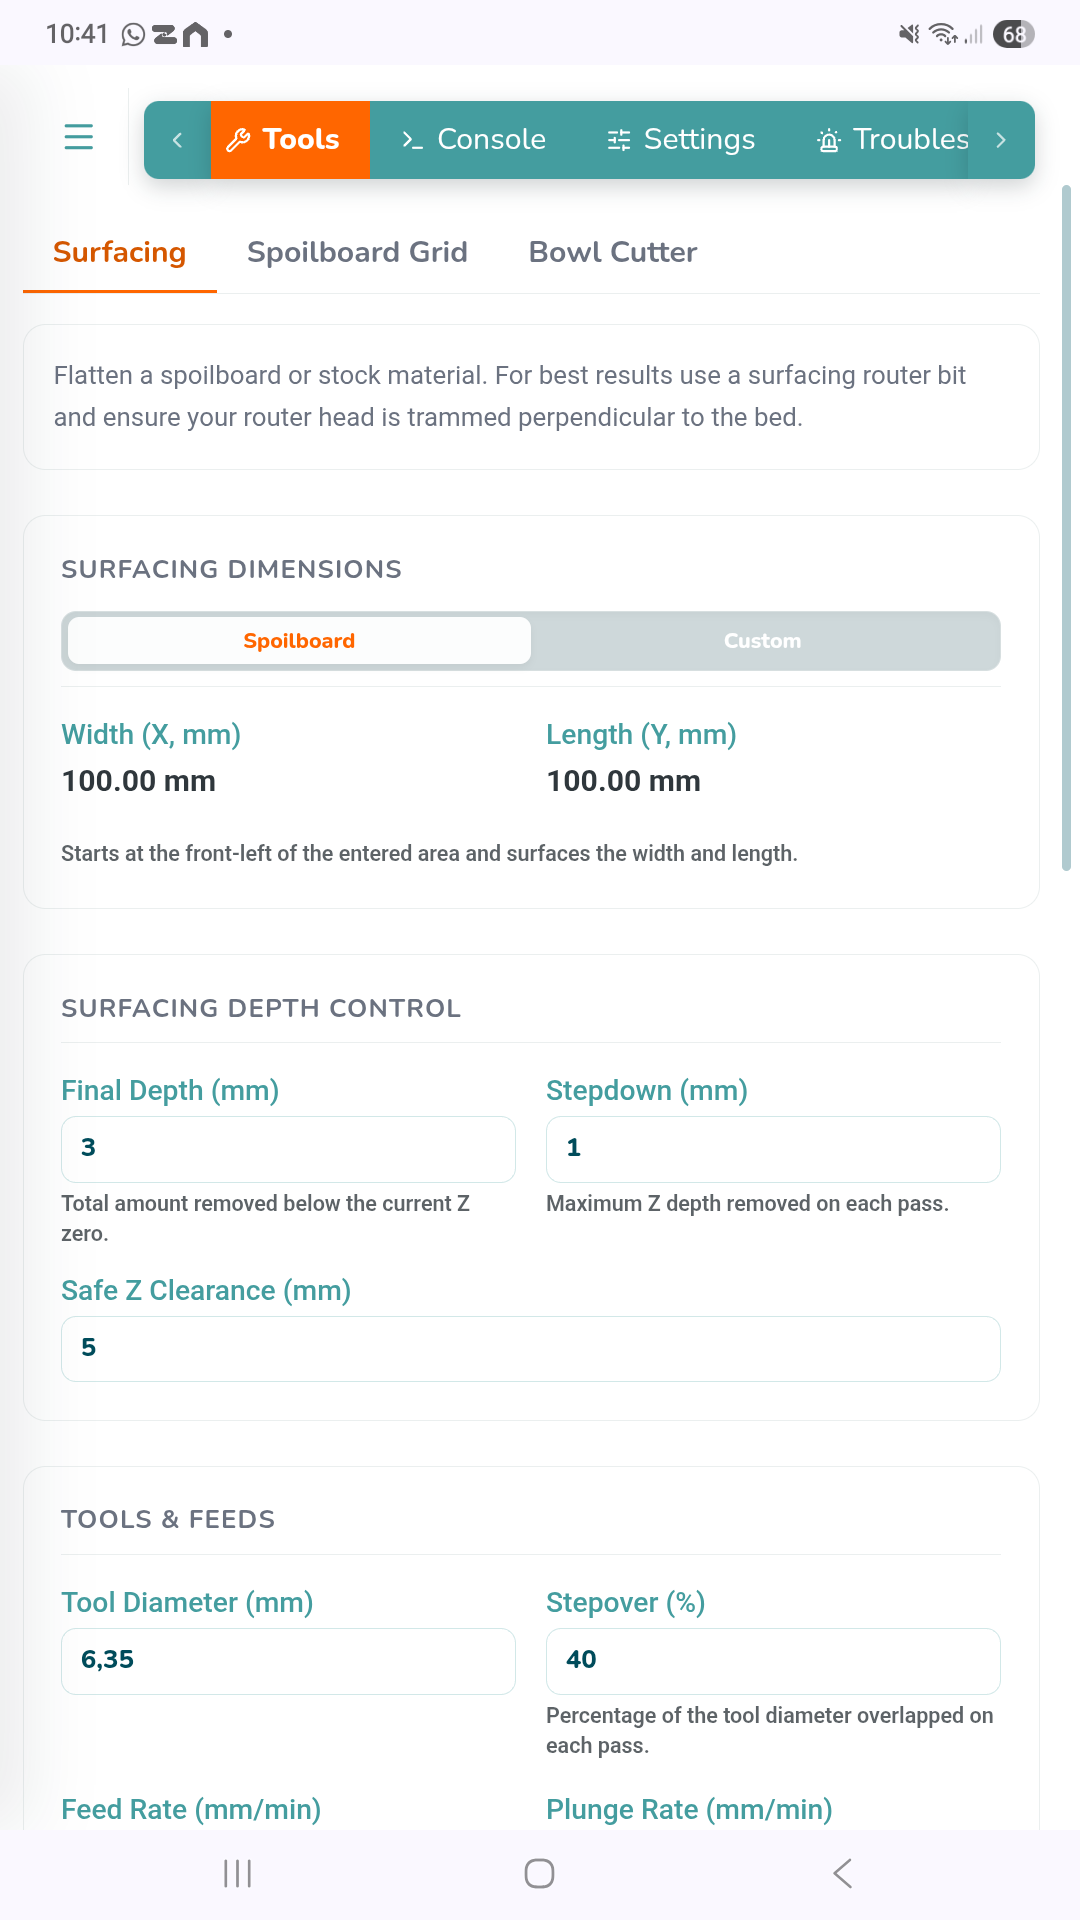 10:41
68
Tools
Console
Settings
Troubles
Surfacing
Spoilboard Grid
Bowl Cutter
Flatten a spoilboard or stock material. For best results use a surfacing router bit
and ensure your router head is trammed perpendicular to the bed.
SURFACING DIMENSIONS
Spoilboard
Custom
Width (X, mm)
Length (Y, mm)
100.00 mm
100.00 mm
Starts at the front-left of the entered area and surfaces the width and length.
SURFACING DEPTH CONTROL
Final Depth (mm)
Stepdown (mm)
3
1
Total amount removed below the current Z
zero.
Maximum Z depth removed on each pass.
Safe Z Clearance (mm)
5
TOOLS & FEEDS
Tool Diameter (mm)
Stepover (%)
6,35
40
Percentage of the tool diameter overlapped on
each pass.
Feed Rate (mm/min)
Plunge Rate (mm/min)